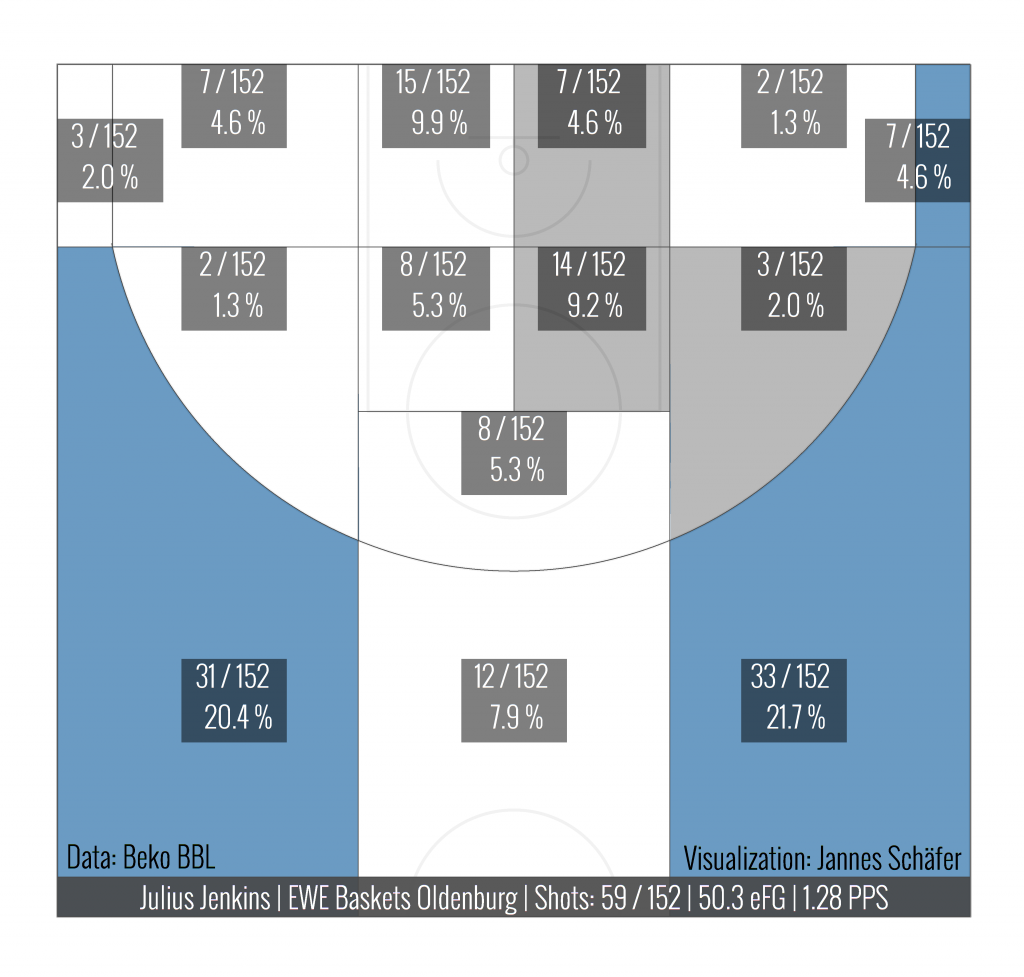 7 / 152
4.6 %
15 / 152
9.9 %
7 / 152
4.6 %
2 / 152
1.3 %
3 / 152
2.0 %
7 / 152
4.6 %
2 / 152
1.3 %
8 / 152
5.3 %
14 / 152
9.2 %
3 / 152
2.0 %
8 / 152
5.3 %
31 / 152
20.4 %
12 / 152
7.9 %
33 / 152
21.7 %
Data: Beko BBL
Visualization: Jannes Schäfer
Julius Jenkins | EWE Baskets Oldenburg | Shots: 59 / 152 | 50.3 eFG | 1.28 PPS